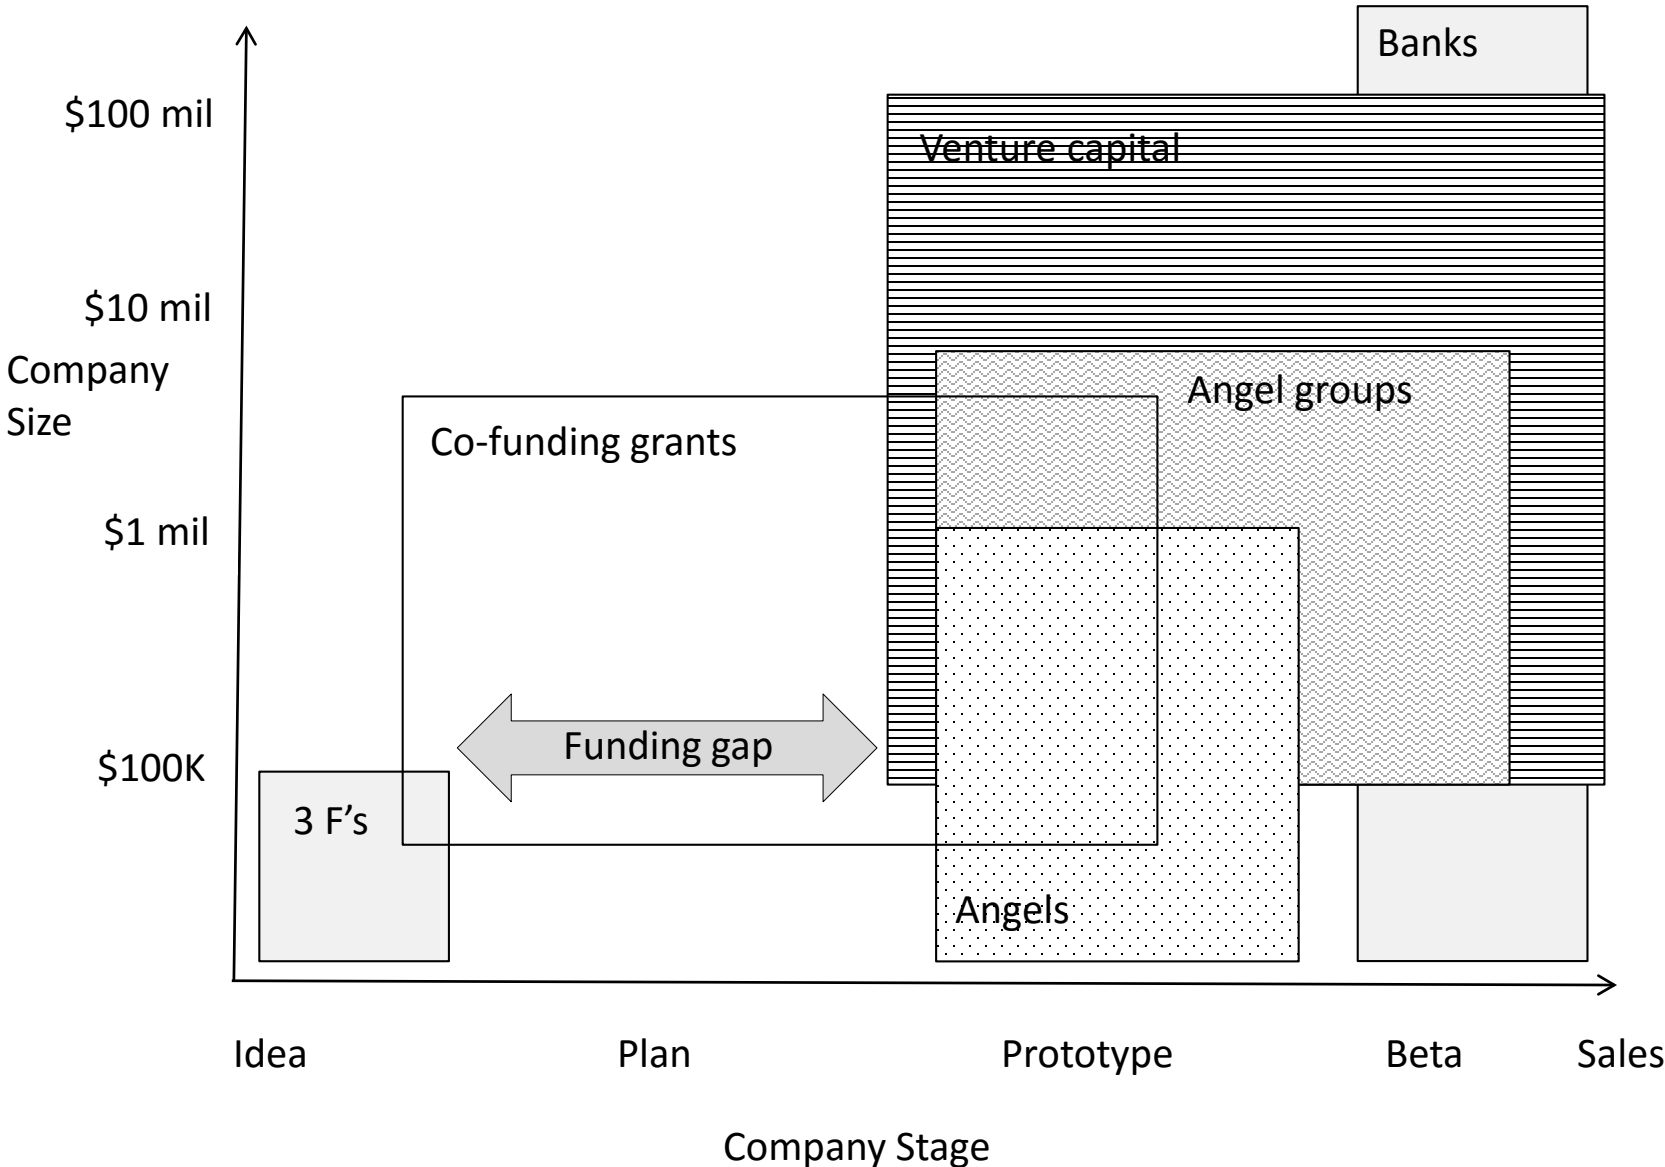 Banks
$100 mil
Venture capital
$10 mil
Company
Size
Angel groups
Co-funding grants
$1 mil
Funding gap
$100K
3 F’s
Angels
Idea
Plan
Prototype
Beta
Sales
Company Stage